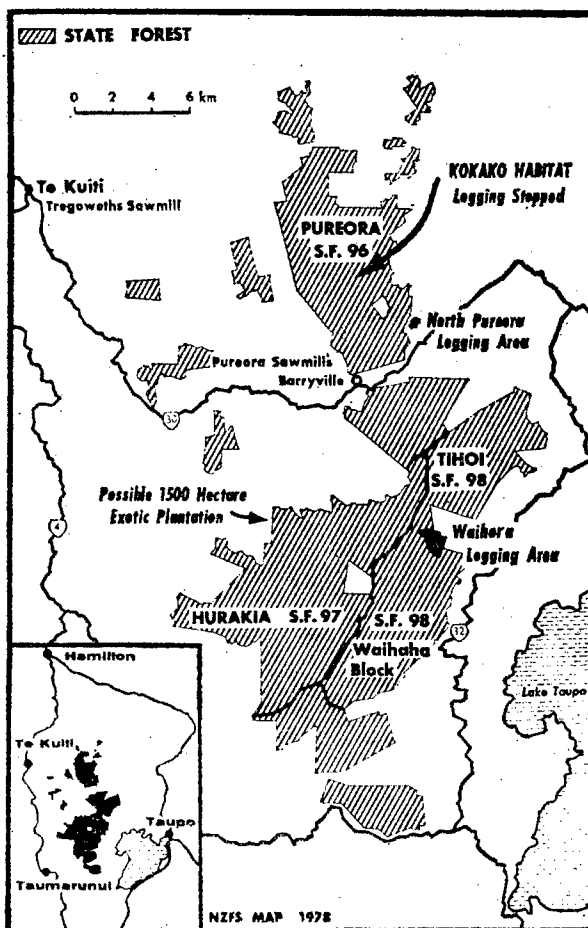 STATE FOREST
0 2 4 6 km
KOKAKO HABITAT
Logging Stopped
Te Kuiti
Tregoweths Sawmill
PUREORA
S.F. 96
North Pureora
Logging Area
Pureora Sawmills
Barryville
30
TIHOI
S.F. 98
Possible 1500 Hectare
Exotic Plantation
4
Waihora
Logging Area
HURAKIA S.F. 97
S.F. 98
Waihaha
Block
32
Lake Taupo
Hamilton
Te Kuiti
Taupo
Taumarunui
NZFS MAP 1978